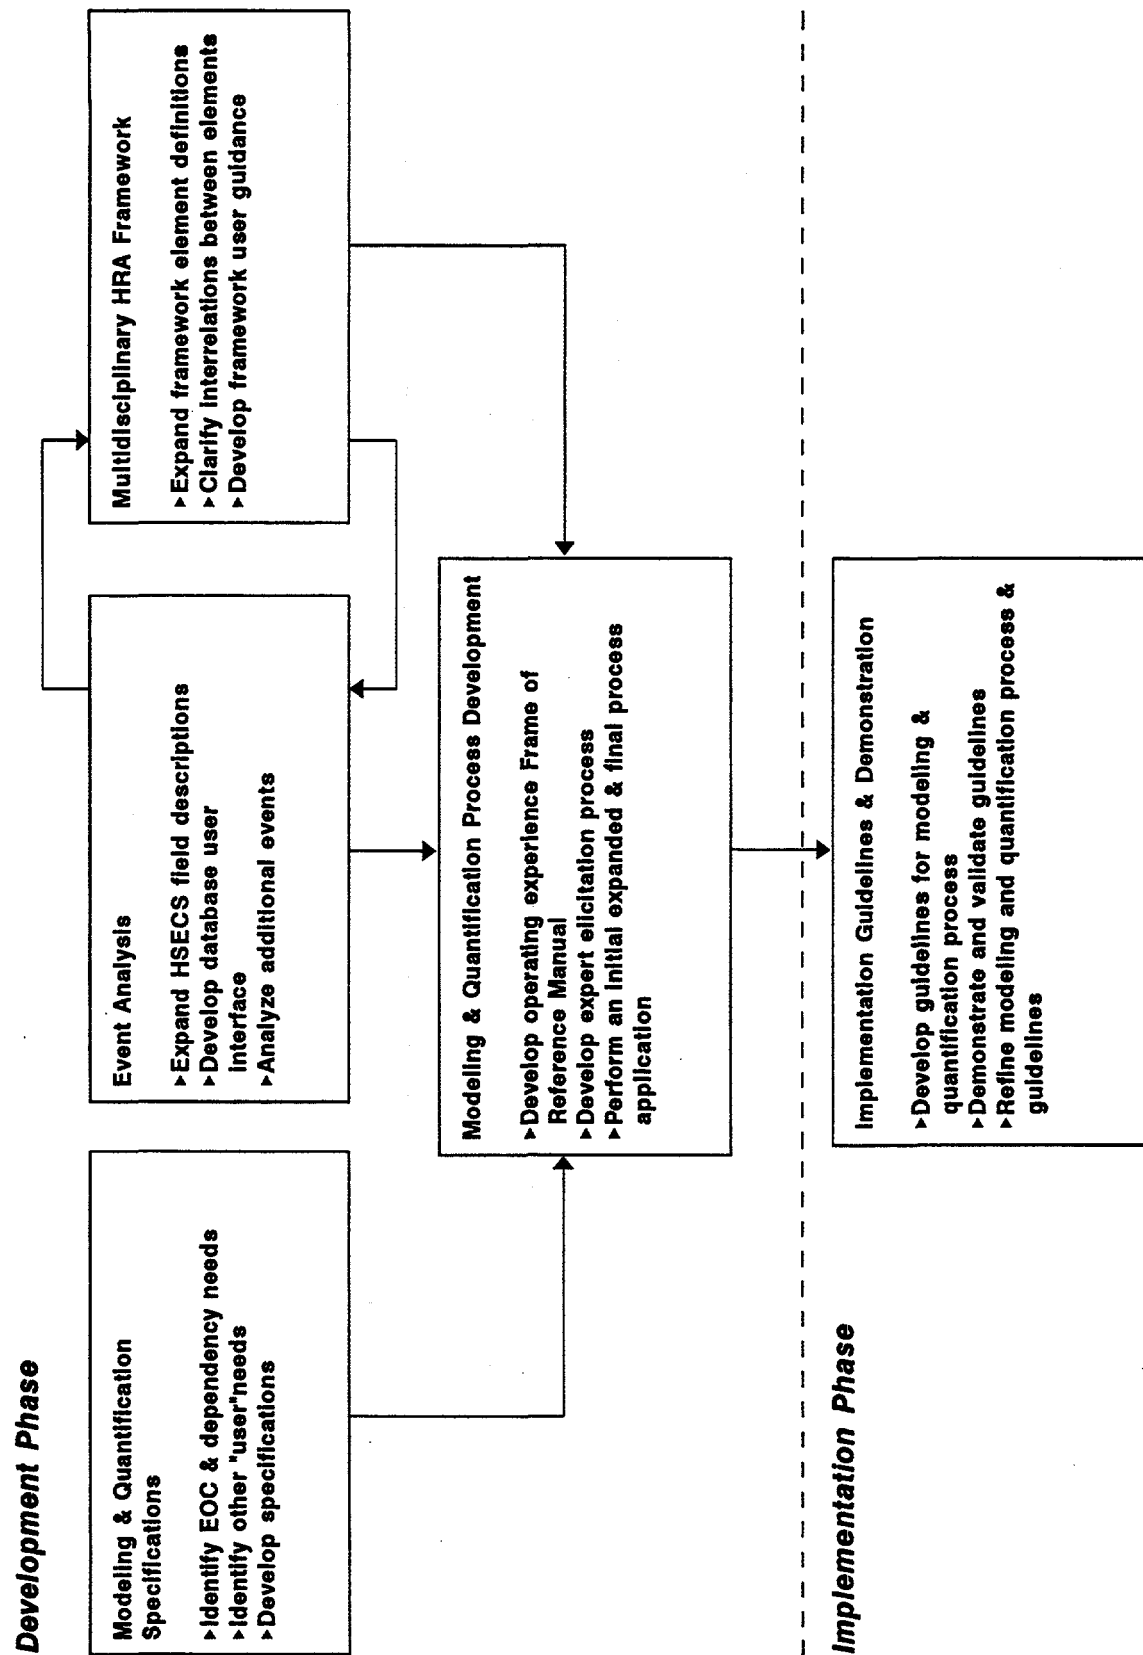 Development Phase
Modeling & Quantification
Specifications
▸Identify EOC & dependency needs
▸Identify other "user"needs
▸Develop specifications
Event Analysis
▸Expand HSECS field descriptions
▸Develop database user
interface
▸Analyze additional events
Multidisciplinary HRA Framework
▸Expand framework element definitions
▸Clarify interrelations between elements
▸Develop framework user guidance
Modeling & Quantification Process Development
▸Develop operating experience Frame of
Reference Manual
▸Develop expert elicitation process
▸Perform an initial expanded & final process
application
Implementation Phase
Implementation Guidelines & Demonstration
▸Develop guidelines for modeling &
quantification process
▸Demonstrate and validate guidelines
▸Refine modeling and quantification process &
guidelines